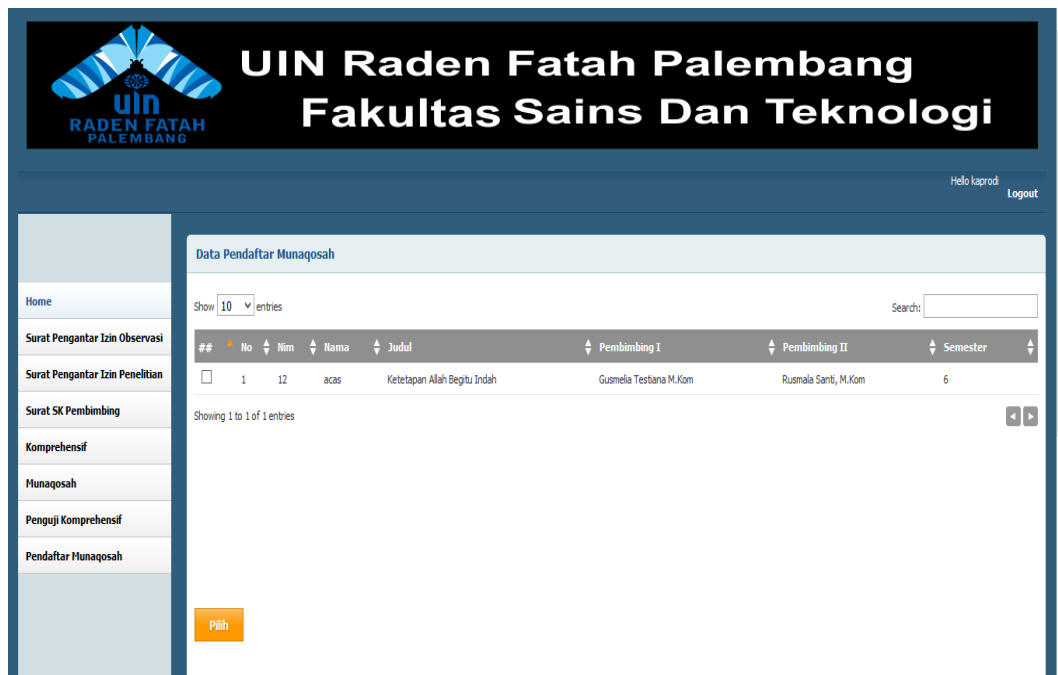 UIN Raden Fatah Palembang
Fakultas Sains Dan Teknologi
uin
RADEN FATAH
PALEMBANG
Hello kaprodi
Logout
Home
Surat Pengantar Izin Observasi
Surat Pengantar Izin Penelitian
Surat SK Pembimbing
Komprehensif
Munaqosah
Penguji Komprehensif
Pendaftar Munaqosah
Data Pendaftar Munaqosah
Show 10 entries
Search:
## No Nim Nama Judul Pembimbing I Pembimbing II Semester
1 12 acas Ketetapan Allah Begitu Indah Gusmelia Testiana M.Kom Rusmala Santi, M.Kom 6
Showing 1 to 1 of 1 entries
Pilih